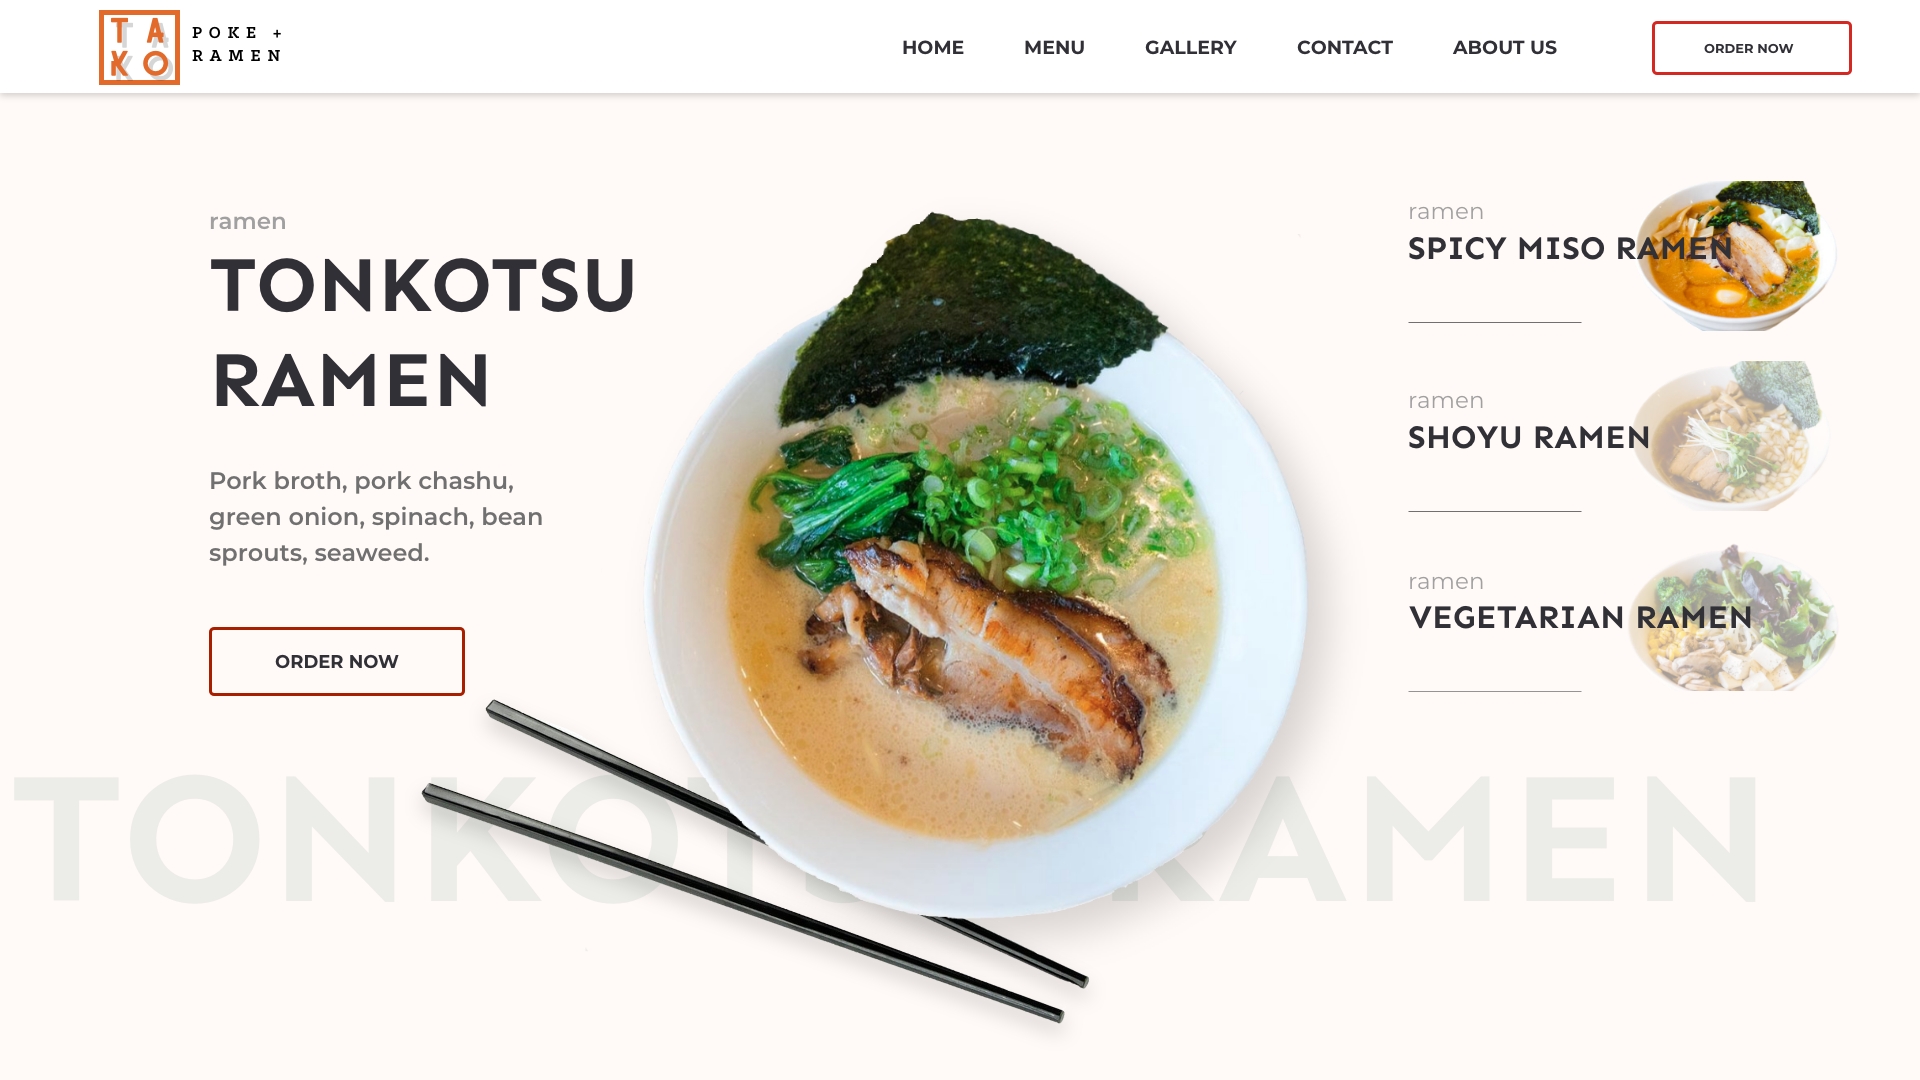 TA
KO
POKE +
RAMEN
HOME
MENU
GALLERY
CONTACT
ABOUT US
ORDER NOW
ramen
TONKOTSU
RAMEN
Pork broth, pork chashu,
green onion, spinach, bean
sprouts, seaweed.
ORDER NOW
ramen
SPICY MISO RAMEN
ramen
SHOYU RAMEN
ramen
VEGETARIAN RAMEN
TONKOTSU RAMEN